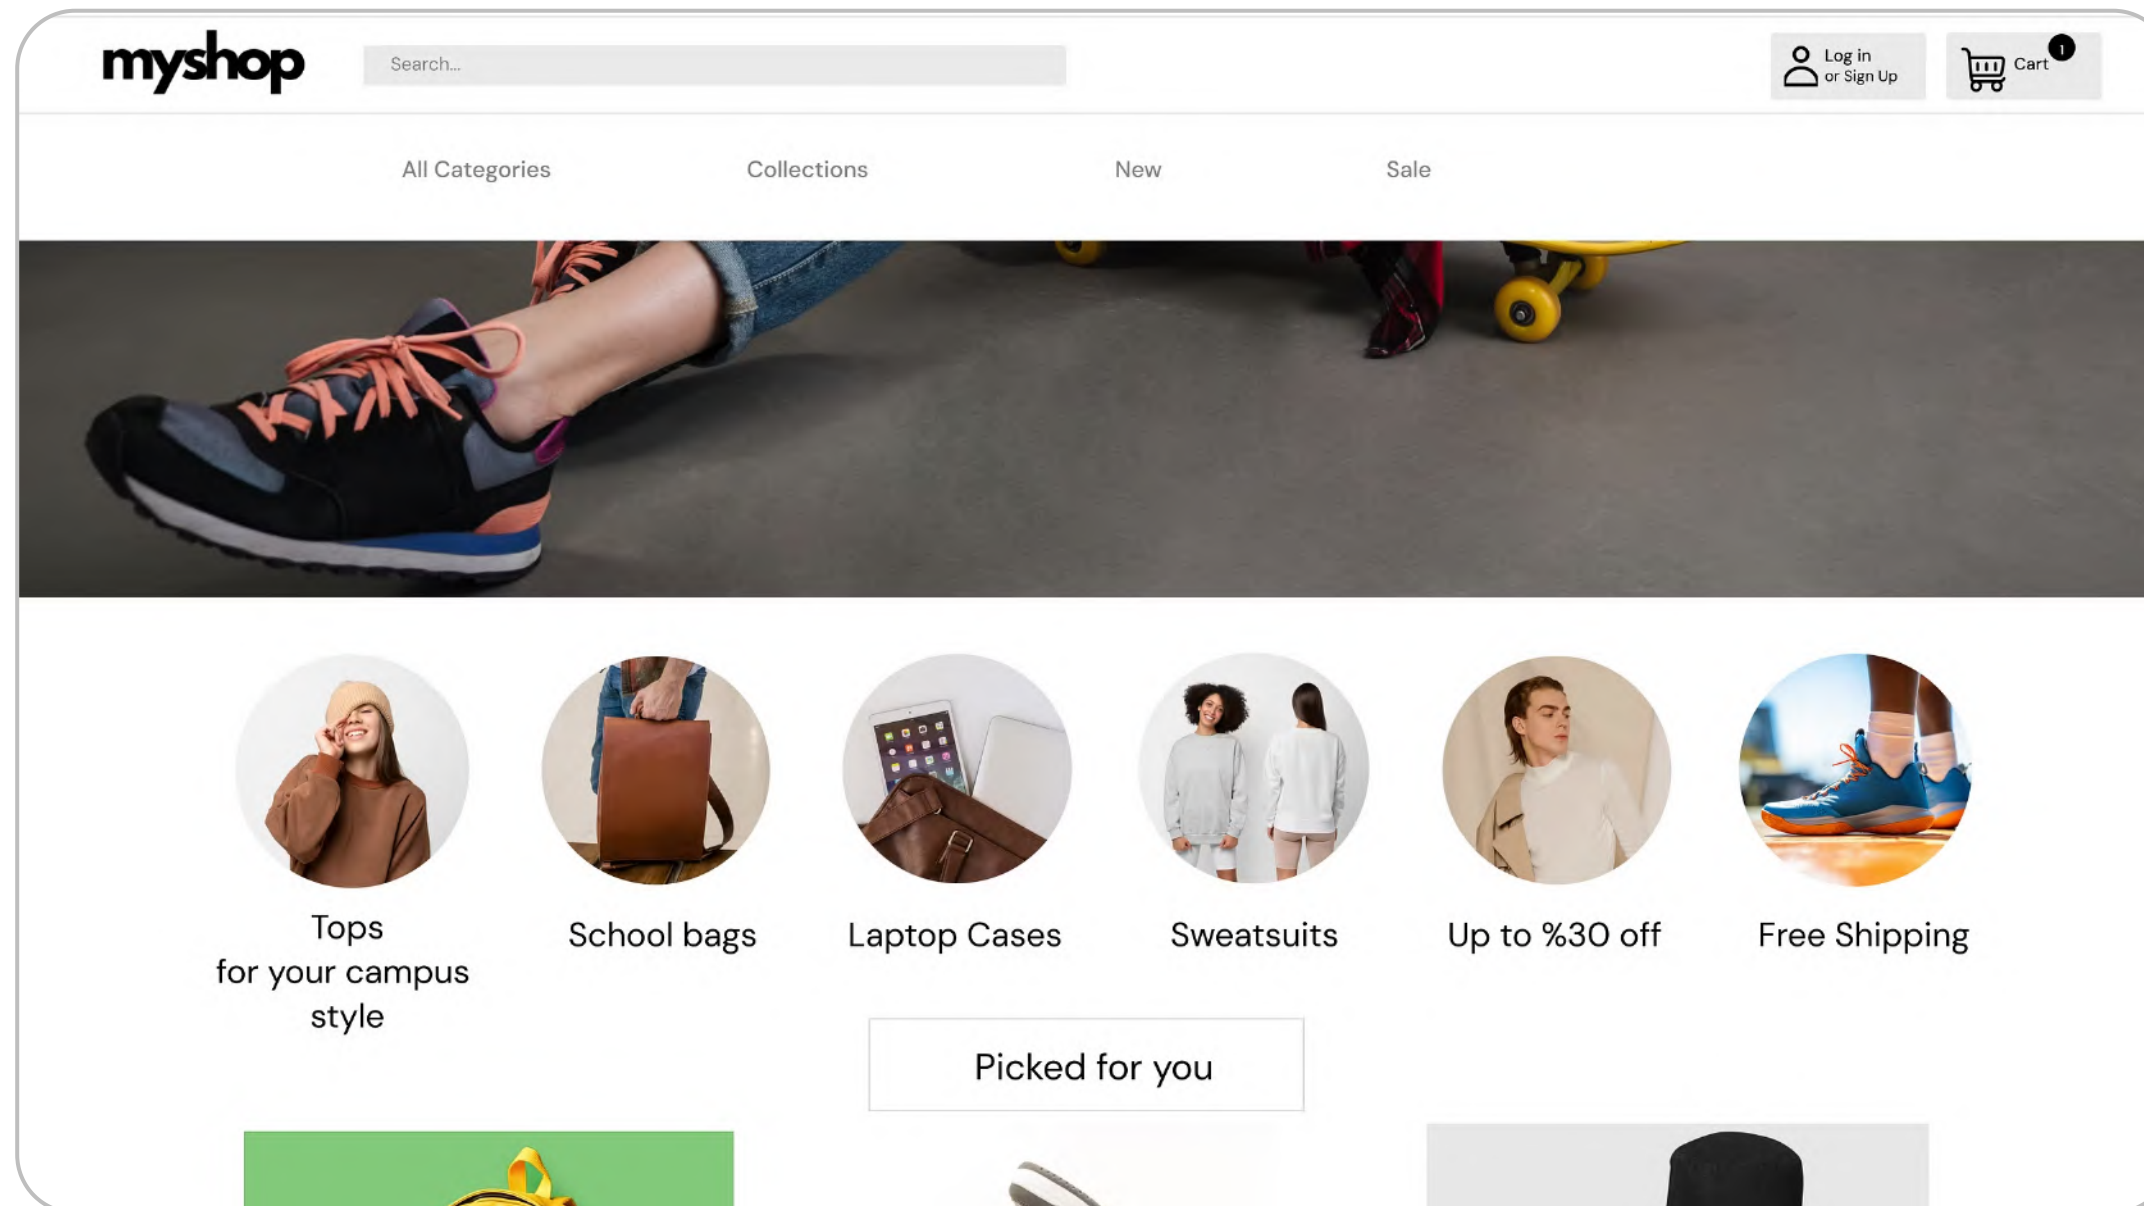 myshop
Search...
Log in
or Sign Up
Cart
1
All Categories
Collections
New
Sale
Tops
for your campus
style
School bags
Laptop Cases
Sweatsuits
Up to %30 off
Free Shipping
Picked for you